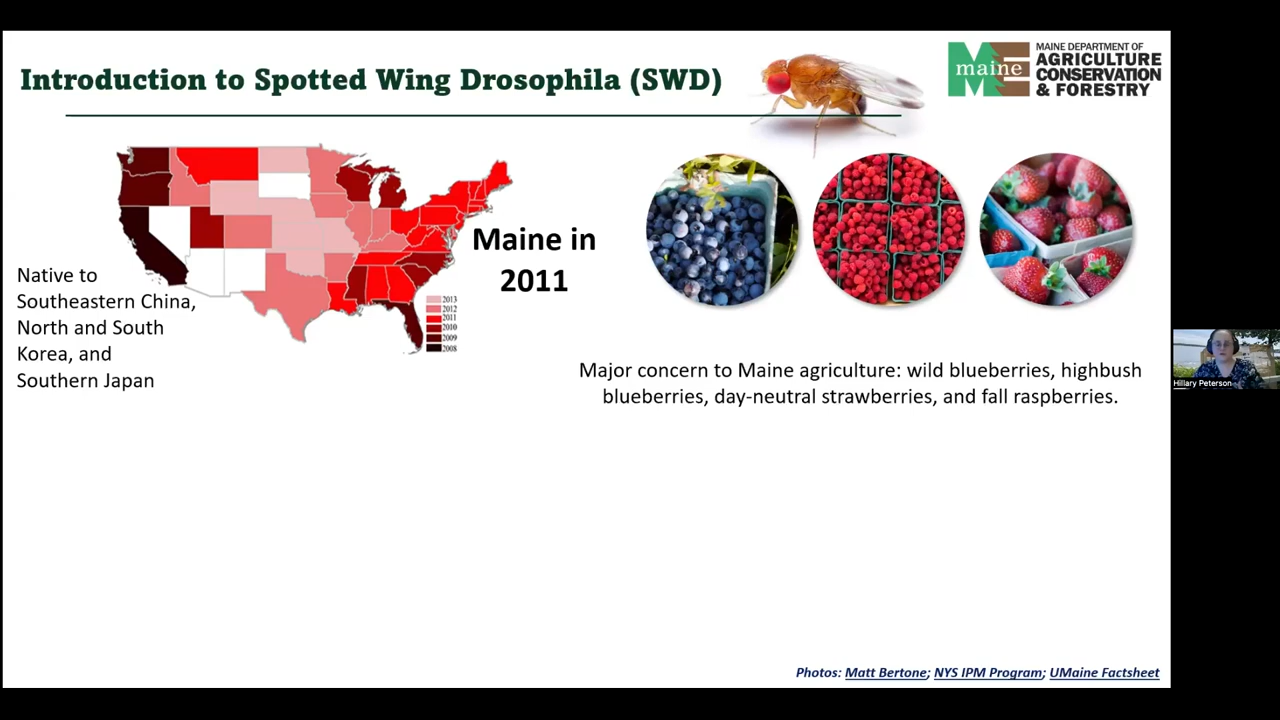 Introduction to Spotted Wing Drosophila (SWD)
maine
MAINE DEPARTMENT OF
AGRICULTURE
CONSERVATION
& FORESTRY
Maine in
2011
Native to
Southeastern China,
North and South
Korea, and
Southern Japan
2013
2012
2011
2010
2009
2008
Major concern to Maine agriculture: wild blueberries, highbush
blueberries, day-neutral strawberries, and fall raspberries.
Hillary Peterson
Photos: Matt Bertone; NYS IPM Program; UMaine Factsheet